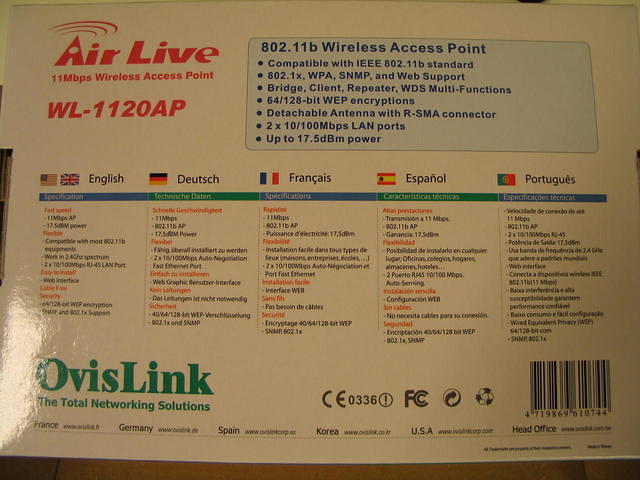 Air Live
11Mbps Wireless Access Point
WL-1120AP
802.11b Wireless Access Point
• Compatible with IEEE 802.11b standard
• 802.1x, WPA, SNMP, and Web Support
• Bridge, Client, Repeater, WDS Multi-Functions
• 64/128-bit WEP encryptions
• Detachable Antenna with R-SMA connector
• 2 x 10/100Mbps LAN ports
• Up to 17.5dBm power
English
Specification
Fast speed
- 11Mbps AP
- 17.5dBM power
Flexible
- Compatible with most 802.11b
equipments
- Work in 2.4Ghz spectrum
- 2 x 10/100Mbps RJ-45 LAN Port
Easy to install
- Web Interface
Cable Free
Security
- 64/128-bit WEP encryption
- SNMP and 802.1x Support
Deutsch
Technische Daten
Schnelle Geschwindigkeit
- 11Mbps
- 802.11b AP
- 17.5dBM Power
Flexibel
- Fähig überall installiert zu werden
- 2 x 10/100Mbps Auto-Negotiation
Fast Ethernet Port
Einfach zu installieren
- Web Graphic Benutzer-Interface
Kein Leitungen
- Das Leitungen ist nicht notwendig
Sicherheit
- 40/64/128-bit WEP-Verschlüsselung
- 802.1x und SNMP
Français
Spécifications
Rapidité
- 11Mbps
- 802.11b AP
- Puissance d'électricité: 17,5dBM
Flexibilité
- Installation facile dans tous types de
lieux (maisons, entreprises, écoles, ...)
- 2 x 10/100Mbps Auto-Négociation et
Port Fast Ethernet
Installation facile
- interface WEB
Sans fils
- Pas besoin de câbles
Securité
- Encryptage 40/64/128-bit WEP
- SNMP, 802.1x
Español
Características técnicas
Altas prestaciones
- Transmisión a 11 Mbps.
- 802.11b AP
- Ganancia: 17,5dBM
Flexibilidad
- Posibilidad de instalarlo en cualquier
lugar; Oficinas, colegios, hogares,
almacenes, hoteles...
- 2 Puerto RJ45 10/100 Mbps.
Auto-Sensing.
Instalación sencilla
- Configuración WEB
Sin cables
- No necesita cables para su conexión.
Seguridad
- Encriptación 40/64/128-bit WEP
- 802.1x, SNMP
Português
Especificações técnicas
- Velocidade de conexão de até
11 Mbps
- 802.11b AP
- 2 x 10/100Mbps RJ-45
- Potência de Saída: 17,5dBm
- Usa banda de frequência de 2.4 GHz
que adere a padrões mundiais
- Web interface
- Conecta a dispositivos wireless IEEE
802.11b(11 Mbps)
- Baixa interferência e alta
susceptibilidade garantem
performance confiável
- Baixo consumo e fácil configuração
- Wired Equivalent Privacy (WEP)
64/128-bit com
- SNMP, 802.1x
OvisLink
The Total Networking Solutions
CE 0336 FC
4 719869 610744
France www.ovislink.fr Germany www.ovislink.de Spain www.ovislinkcorp.es Korea www.ovislink.co.kr U.S.A www.ovislinkcorp.com Head Office www.ovislink.com.tw
All Trademarks are property of their respective owners. Made in Taiwan